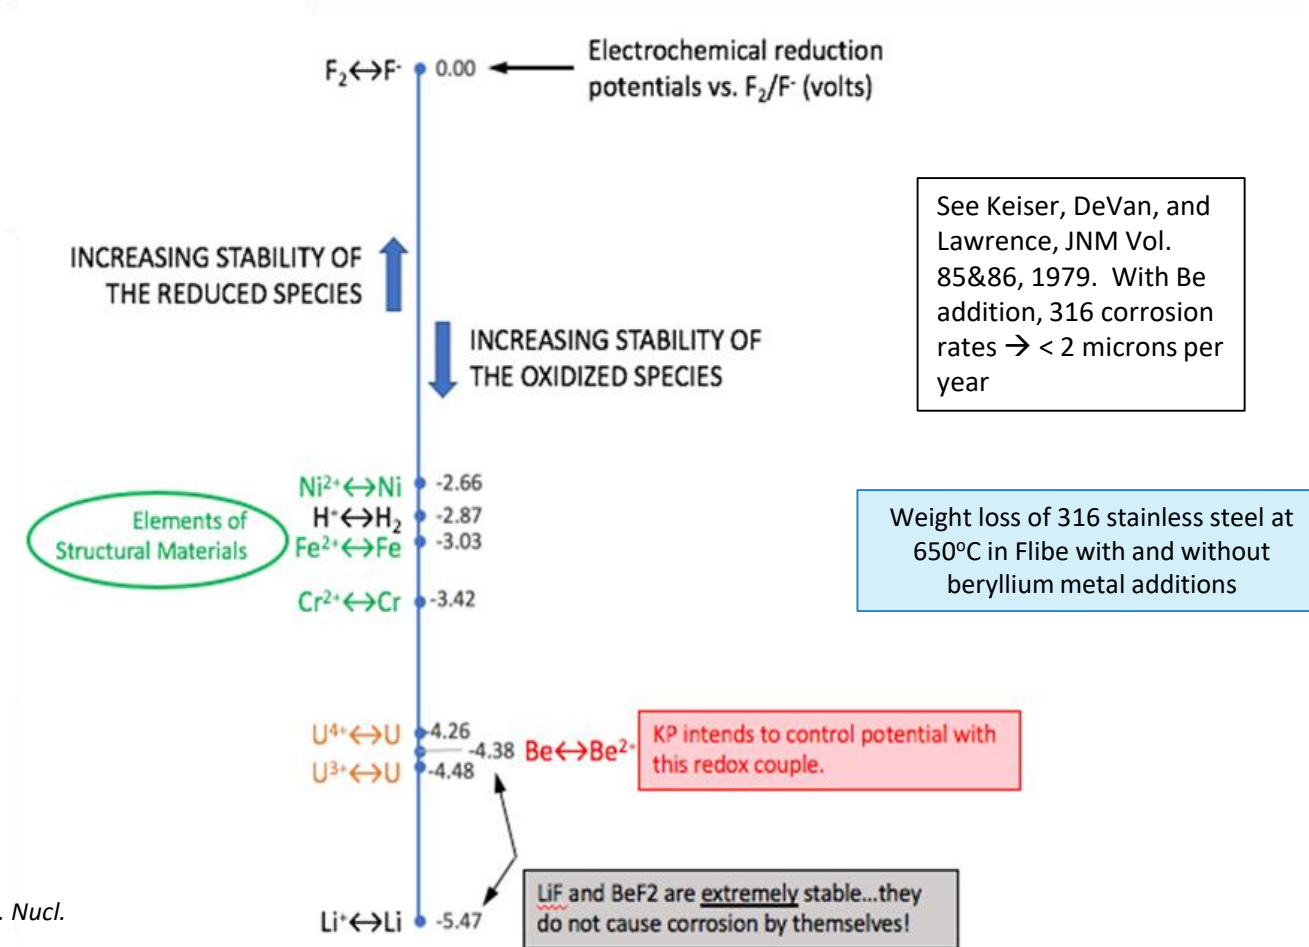 F₂↔F⁻ 0.00
Electrochemical reduction
potentials vs. F₂/F⁻ (volts)
See Keiser, DeVan, and
Lawrence, JNM Vol.
85&86, 1979. With Be
addition, 316 corrosion
rates → < 2 microns per
year
INCREASING STABILITY OF
THE REDUCED SPECIES
INCREASING STABILITY OF
THE OXIDIZED SPECIES
Elements of
Structural Materials
Ni²⁺↔Ni -2.66
H⁺↔H₂ -2.87
Fe²⁺↔Fe -3.03
Cr²⁺↔Cr -3.42
Weight loss of 316 stainless steel at
650°C in Flibe with and without
beryllium metal additions
U⁴⁺↔U -4.26
-4.38 Be↔Be²⁺
U³⁺↔U -4.48
KP intends to control potential with
this redox couple.
LiF and BeF2 are extremely stable...they
do not cause corrosion by themselves!
. Nucl.
Li⁺↔Li -5.47